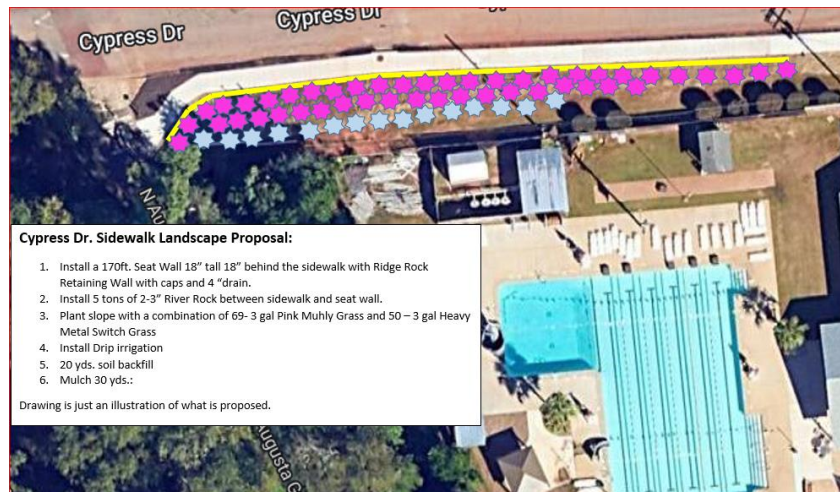 Cypress Dr
Cypress Dr
N Au
Cypress Dr. Sidewalk Landscape Proposal:
1. Install a 170ft. Seat Wall 18" tall 18" behind the sidewalk with Ridge Rock
Retaining Wall with caps and 4 "drain.
2. Install 5 tons of 2-3" River Rock between sidewalk and seat wall.
3. Plant slope with a combination of 69- 3 gal Pink Muhly Grass and 50 – 3 gal Heavy
Metal Switch Grass
4. Install Drip irrigation
5. 20 yds. soil backfill
6. Mulch 30 yds.:
Drawing is just an illustration of what is proposed.
Augusta C